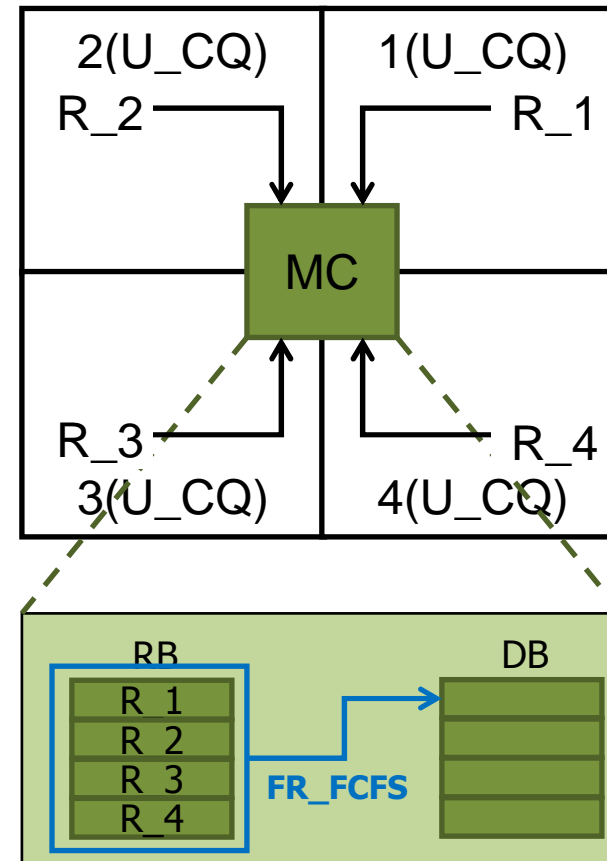 2(U_CQ) 1(U_CQ)
R_2 R_1
MC
R_3 R_4
3(U_CQ) 4(U_CQ)
RB DB
R_1
R_2
R_3
FR_FCFS
R_4